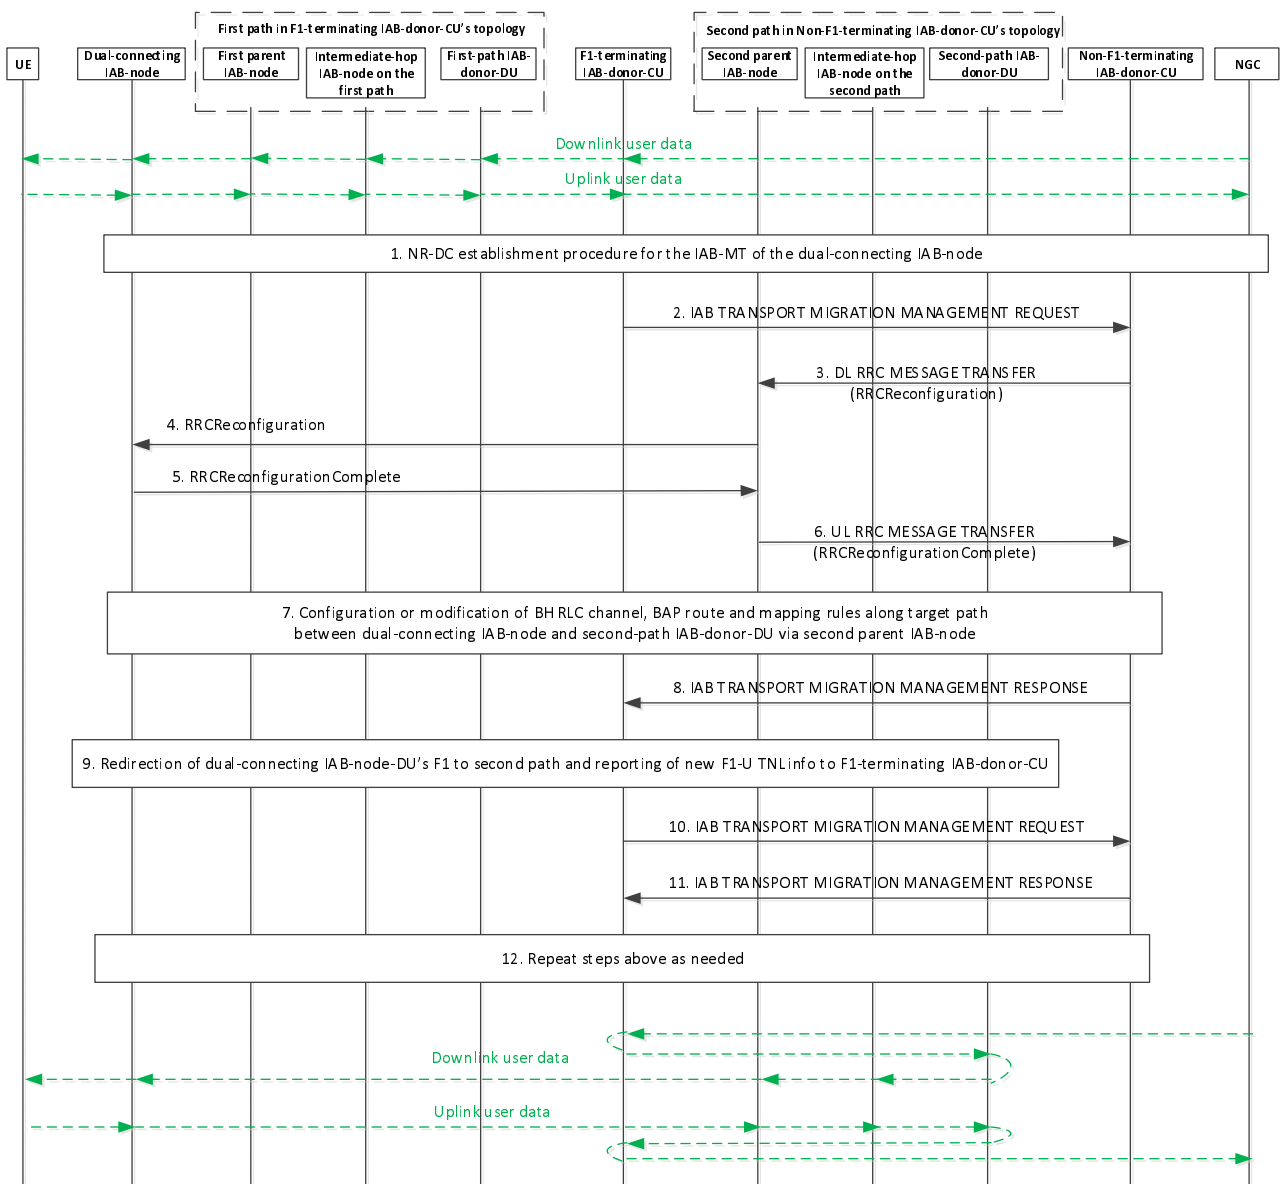 First path in F1-terminating IAB-donor-CU's topology
Second path in Non-F1-terminating IAB-donor-CU's topology
UE
Dual-connecting
IAB-node
First parent
IAB-node
Intermediate-hop
IAB-node on the
first path
First-path IAB-
donor-DU
F1-terminating
IAB-donor-CU
Second parent
IAB-node
Intermediate-hop
IAB-node on the
second path
Second-path IAB-
donor-DU
Non-F1-terminating
IAB-donor-CU
NGC
Downlink user data
Uplink user data
1. NR-DC establishment procedure for the IAB-MT of the dual-connecting IAB-node
2. IAB TRANSPORT MIGRATION MANAGEMENT REQUEST
3. DL RRC MESSAGE TRANSFER
(RRCReconfiguration)
4. RRCReconfiguration
5. RRCReconfigurationComplete
6. UL RRC MESSAGE TRANSFER
(RRCReconfigurationComplete)
7. Configuration or modification of BH RLC channel, BAP route and mapping rules along target path
between dual-connecting IAB-node and second-path IAB-donor-DU via second parent IAB-node
8. IAB TRANSPORT MIGRATION MANAGEMENT RESPONSE
9. Redirection of dual-connecting IAB-node-DU's F1 to second path and reporting of new F1-U TNL info to F1-terminating IAB-donor-CU
10. IAB TRANSPORT MIGRATION MANAGEMENT REQUEST
11. IAB TRANSPORT MIGRATION MANAGEMENT RESPONSE
12. Repeat steps above as needed
Downlink user data
Uplink user data